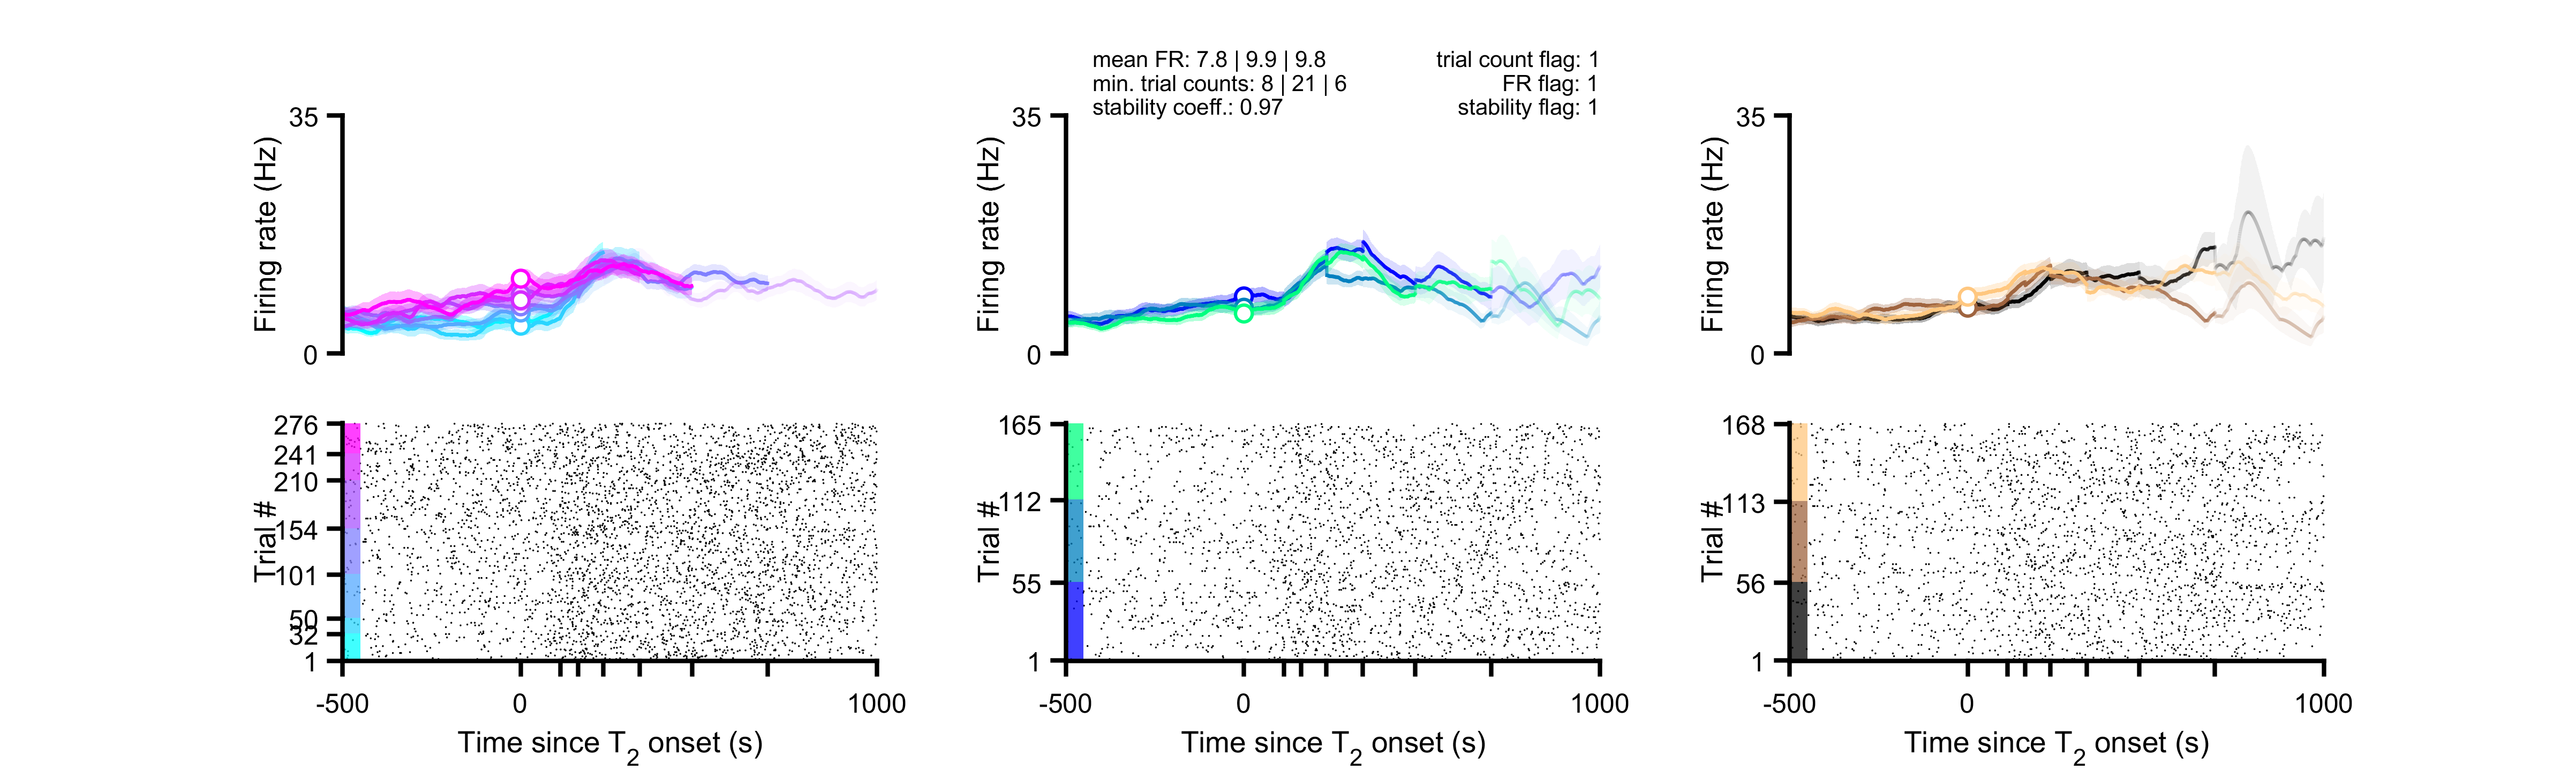 mean FR: 7.8 | 9.9 | 9.8
min. trial counts: 8 | 21 | 6
stability coeff.: 0.97
trial count flag: 1
FR flag: 1
stability flag: 1
35
0
Firing rate (Hz)
35
0
Firing rate (Hz)
35
0
Firing rate (Hz)
276
241
210
154
101
50
32
1
Trial #
-500
0
1000
Time since T2 onset (s)
165
112
55
1
Trial #
-500
0
1000
Time since T2 onset (s)
168
113
56
1
Trial #
-500
0
1000
Time since T2 onset (s)